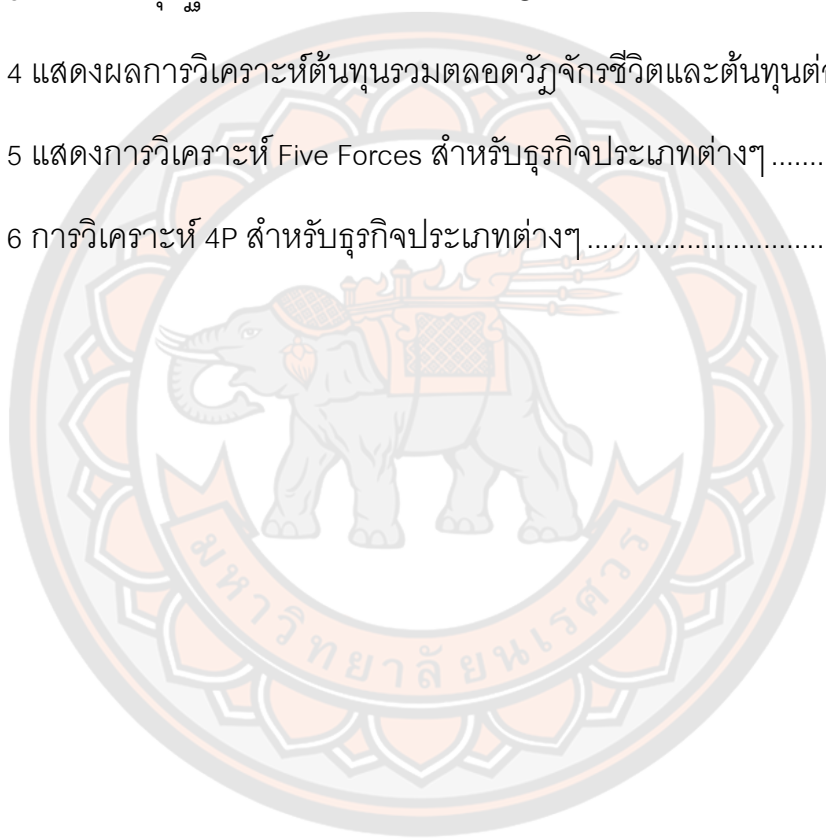 4 แสดงผลการวิเคราะห์ต้นทุนรวมตลอดวัฏจักรชีวิตและต้นทุนต่
5 แสดงการวิเคราะห์ Five Forces สำหรับธุรกิจประเภทต่างๆ .......
6 การวิเคราะห์ 4P สำหรับธุรกิจประเภทต่างๆ ..............................
มหาวิทยาลัยนเรศวร